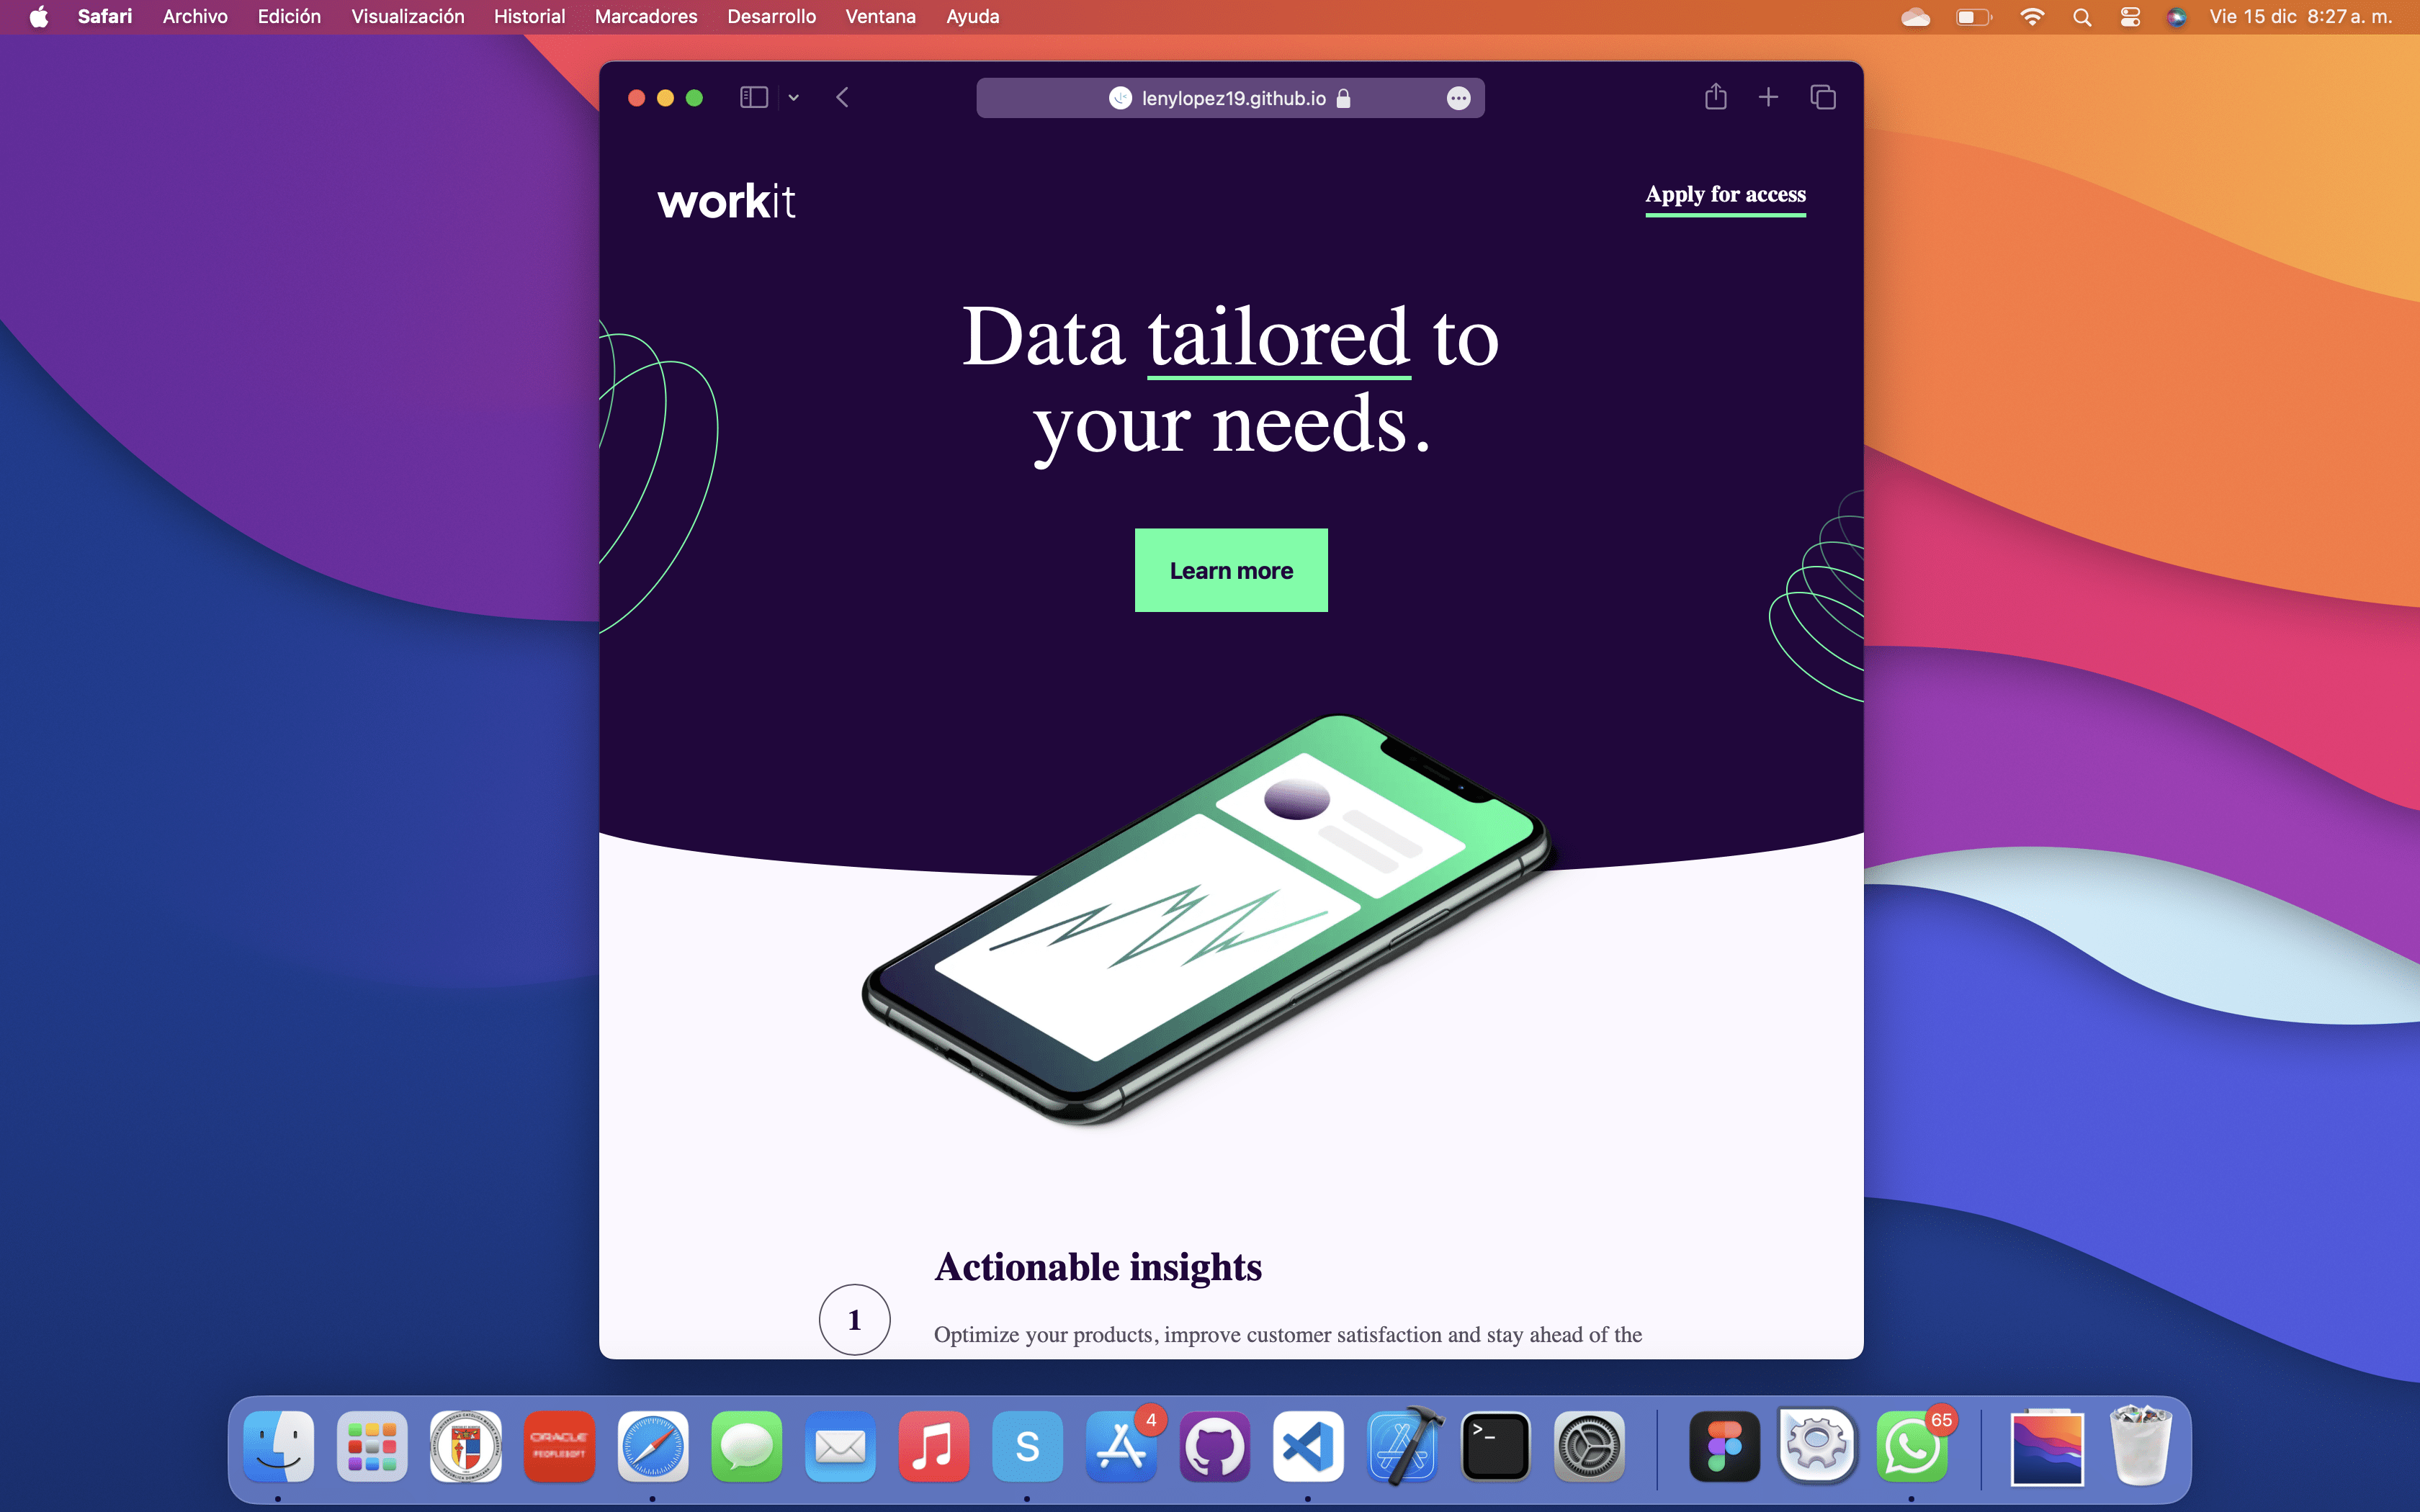 Safari Archivo Edición Visualización Historial Marcadores Desarrollo Ventana Ayuda Vie 15 dic 8:27 a. m.
lenylopez19.github.io
workit
Apply for access
Data tailored to
your needs.
Learn more
Actionable insights
1
Optimize your products, improve customer satisfaction and stay ahead of the
ORACLE
PEOPLESOFT
S
4
>_
65